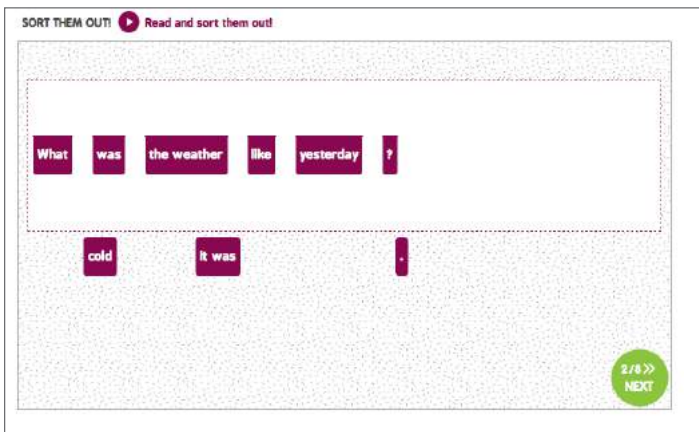 SORT THEM OUT! Read and sort them out!
What was the weather like yesterday ?
cold It was .
2/8 >>
NEXT